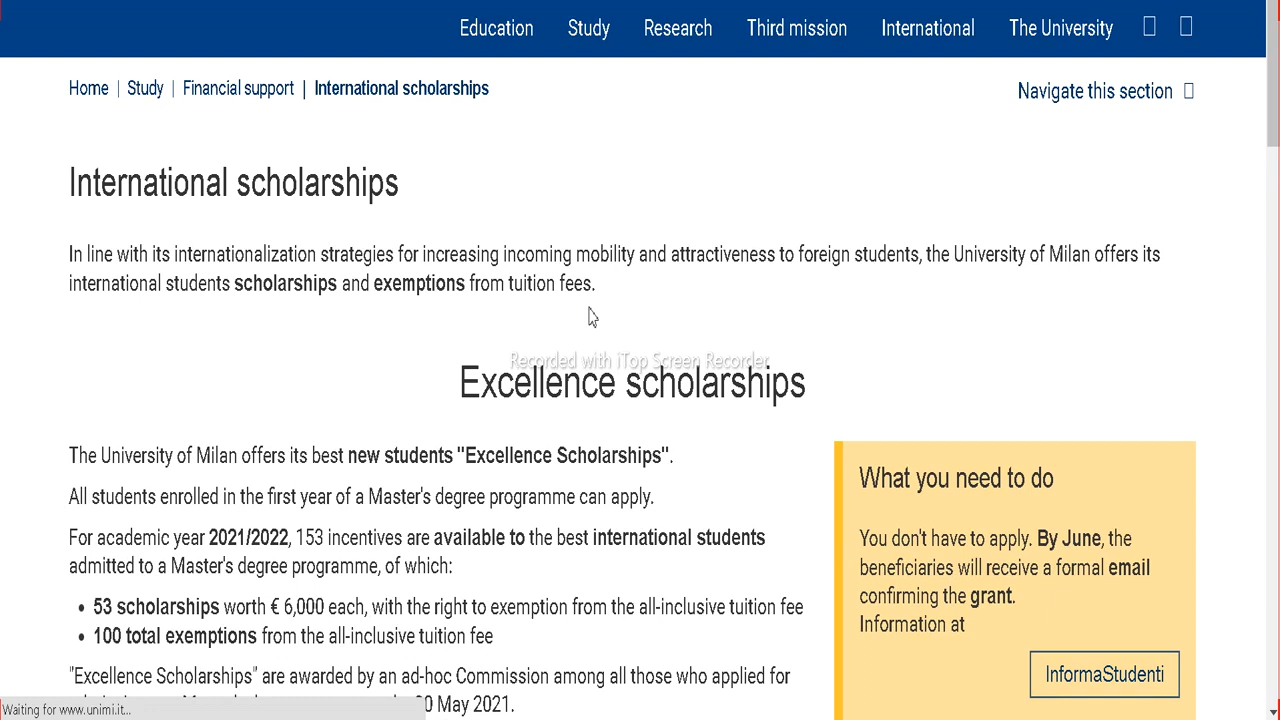 Education Study Research Third mission International The University
Home | Study | Financial support | International scholarships
Navigate this section
International scholarships
In line with its internationalization strategies for increasing incoming mobility and attractiveness to foreign students, the University of Milan offers its
international students scholarships and exemptions from tuition fees.
Recorded with iTop Screen Recorder
Excellence scholarships
The University of Milan offers its best new students "Excellence Scholarships".
All students enrolled in the first year of a Master's degree programme can apply.
For academic year 2021/2022, 153 incentives are available to the best international students
admitted to a Master's degree programme, of which:
• 53 scholarships worth € 6,000 each, with the right to exemption from the all-inclusive tuition fee
• 100 total exemptions from the all-inclusive tuition fee
"Excellence Scholarships" are awarded by an ad-hoc Commission among all those who applied for
May 2021.
What you need to do
You don't have to apply. By June, the
beneficiaries will receive a formal email
confirming the grant.
Information at
InformaStudenti
Waiting for www.unimi.it...